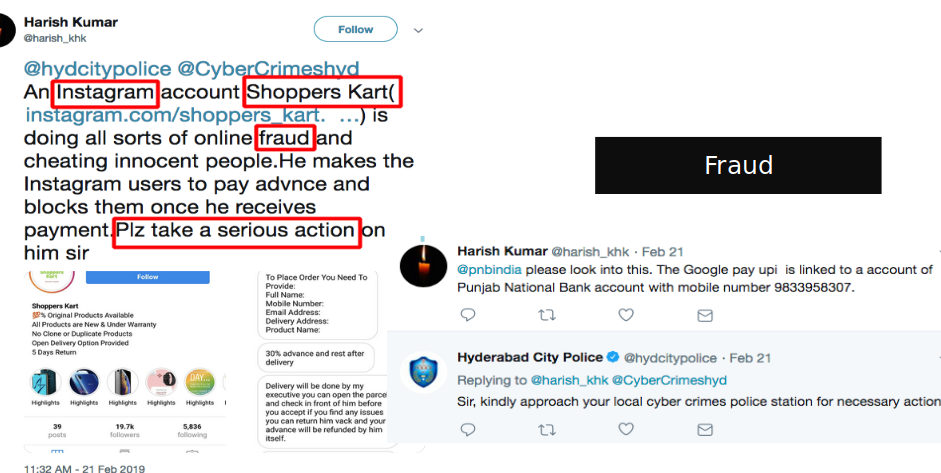 Harish Kumar
@harish_khk
Follow
@hydcitypolice @CyberCrimeshyd
An Instagram account Shoppers Kart(
instagram.com/shoppers_kart. ...) is
doing all sorts of online fraud and
cheating innocent people.He makes the
Instagram users to pay advnce and
blocks them once he receives
payment.Plz take a serious action on
him sir
Shoppers
Kart
Follow
Shoppers Kart
💯% Original Products Available
All Products are New & Under Warranty
No Clone or Duplicate Products
Open Delivery Option Provided
5 Days Return
DAY
Highlights Highlights Highlights Highlights Highlights High
39 19.7k 5,836
posts followers following
To Place Order You Need To
Provide:
Full Name:
Mobile Number:
Email Address:
Delivery Address:
Product Name:
30% advance and rest after
delivery
Delivery will be done by my
executive you can open the parce
and check in front of him before
you accept if you find any issues
you can return him vack and your
advance will be refunded by him
itself.
11:32 AM - 21 Feb 2019
Fraud
Harish Kumar @harish_khk · Feb 21
@pnbindia please look into this. The Google pay upi is linked to a account of
Punjab National Bank account with mobile number 9833958307.
Hyderabad City Police @hydcitypolice · Feb 21
Replying to @harish_khk @CyberCrimeshyd
Sir, kindly approach your local cyber crimes police station for necessary action